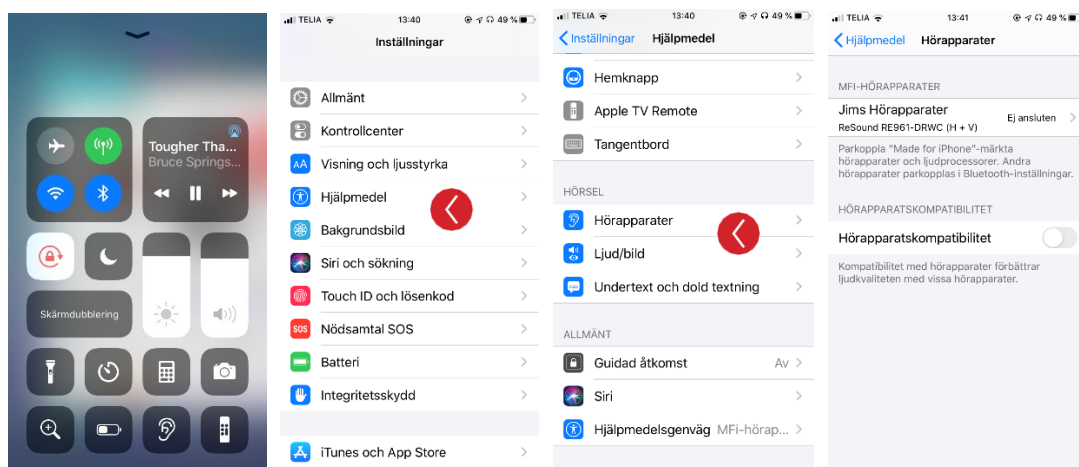 Tougher Tha...
Bruce Springs...
Skärmdubblering
TELIA
13:40
49 %
Inställningar
Allmänt
Kontrollcenter
AA
Visning och ljusstyrka
Hjälpmedel
Bakgrundsbild
Siri och sökning
Touch ID och lösenkod
SOS
Nödsamtal SOS
Batteri
Integritetsskydd
iTunes och App Store
TELIA
13:40
49 %
Inställningar
Hjälpmedel
Hemknapp
Apple TV Remote
Tangentbord
HÖRSEL
Hörapparater
Ljud/bild
Undertext och dold textning
ALLMÄNT
Guidad åtkomst
Av
Siri
Hjälpmedelsgenväg
MFi-hörap...
TELIA
13:41
49 %
Hjälpmedel
Hörapparater
MFI-HÖRAPPARATER
Jims Hörapparater
ReSound RE961-DRWC (H + V)
Ej ansluten
Parkoppla "Made for iPhone"-märkta
hörapparater och ljudprocessorer. Andra
hörapparater parkopplas i Bluetooth-inställningar.
HÖRAPPARATSKOMPATIBILITET
Hörapparatskompatibilitet
Kompatibilitet med hörapparater förbättrar
ljudkvaliteten med vissa hörapparater.